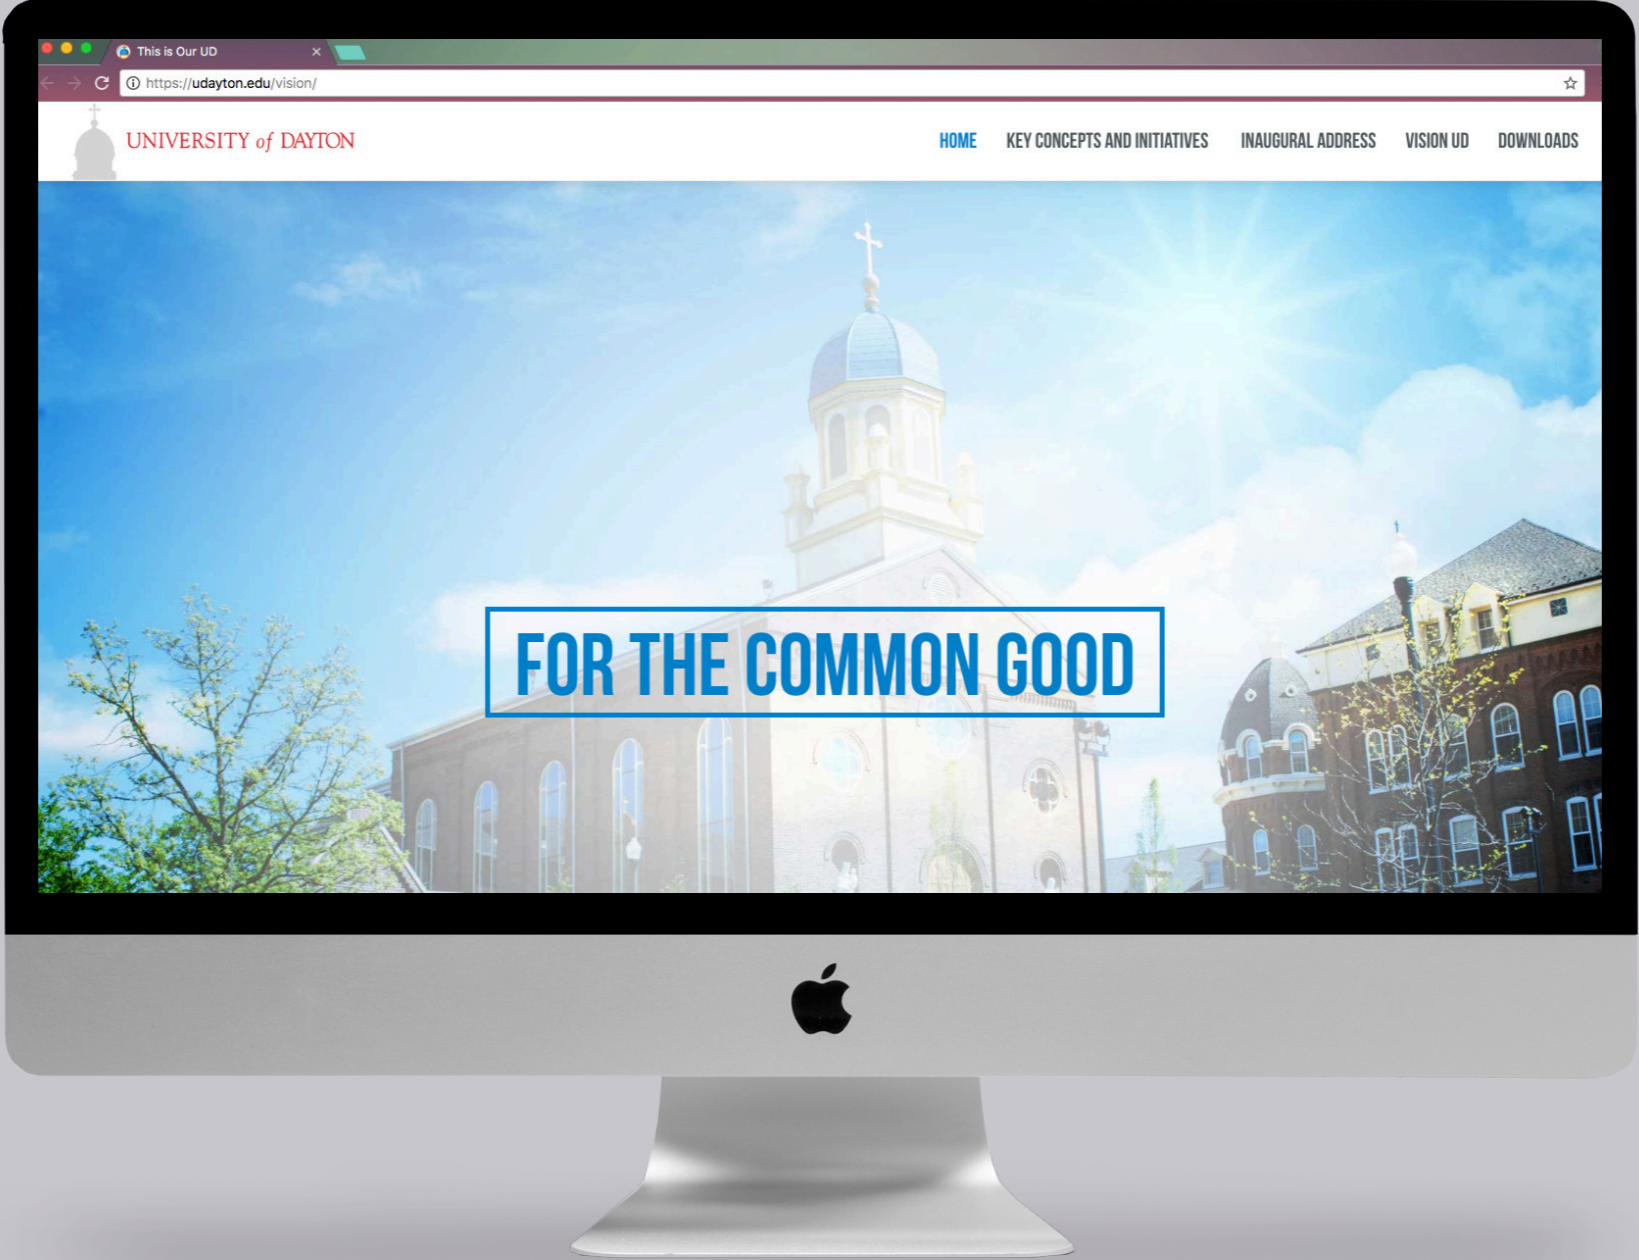 This is Our UD
https://udayton.edu/vision/
UNIVERSITY of DAYTON
HOME KEY CONCEPTS AND INITIATIVES INAUGURAL ADDRESS VISION UD DOWNLOADS
FOR THE COMMON GOOD